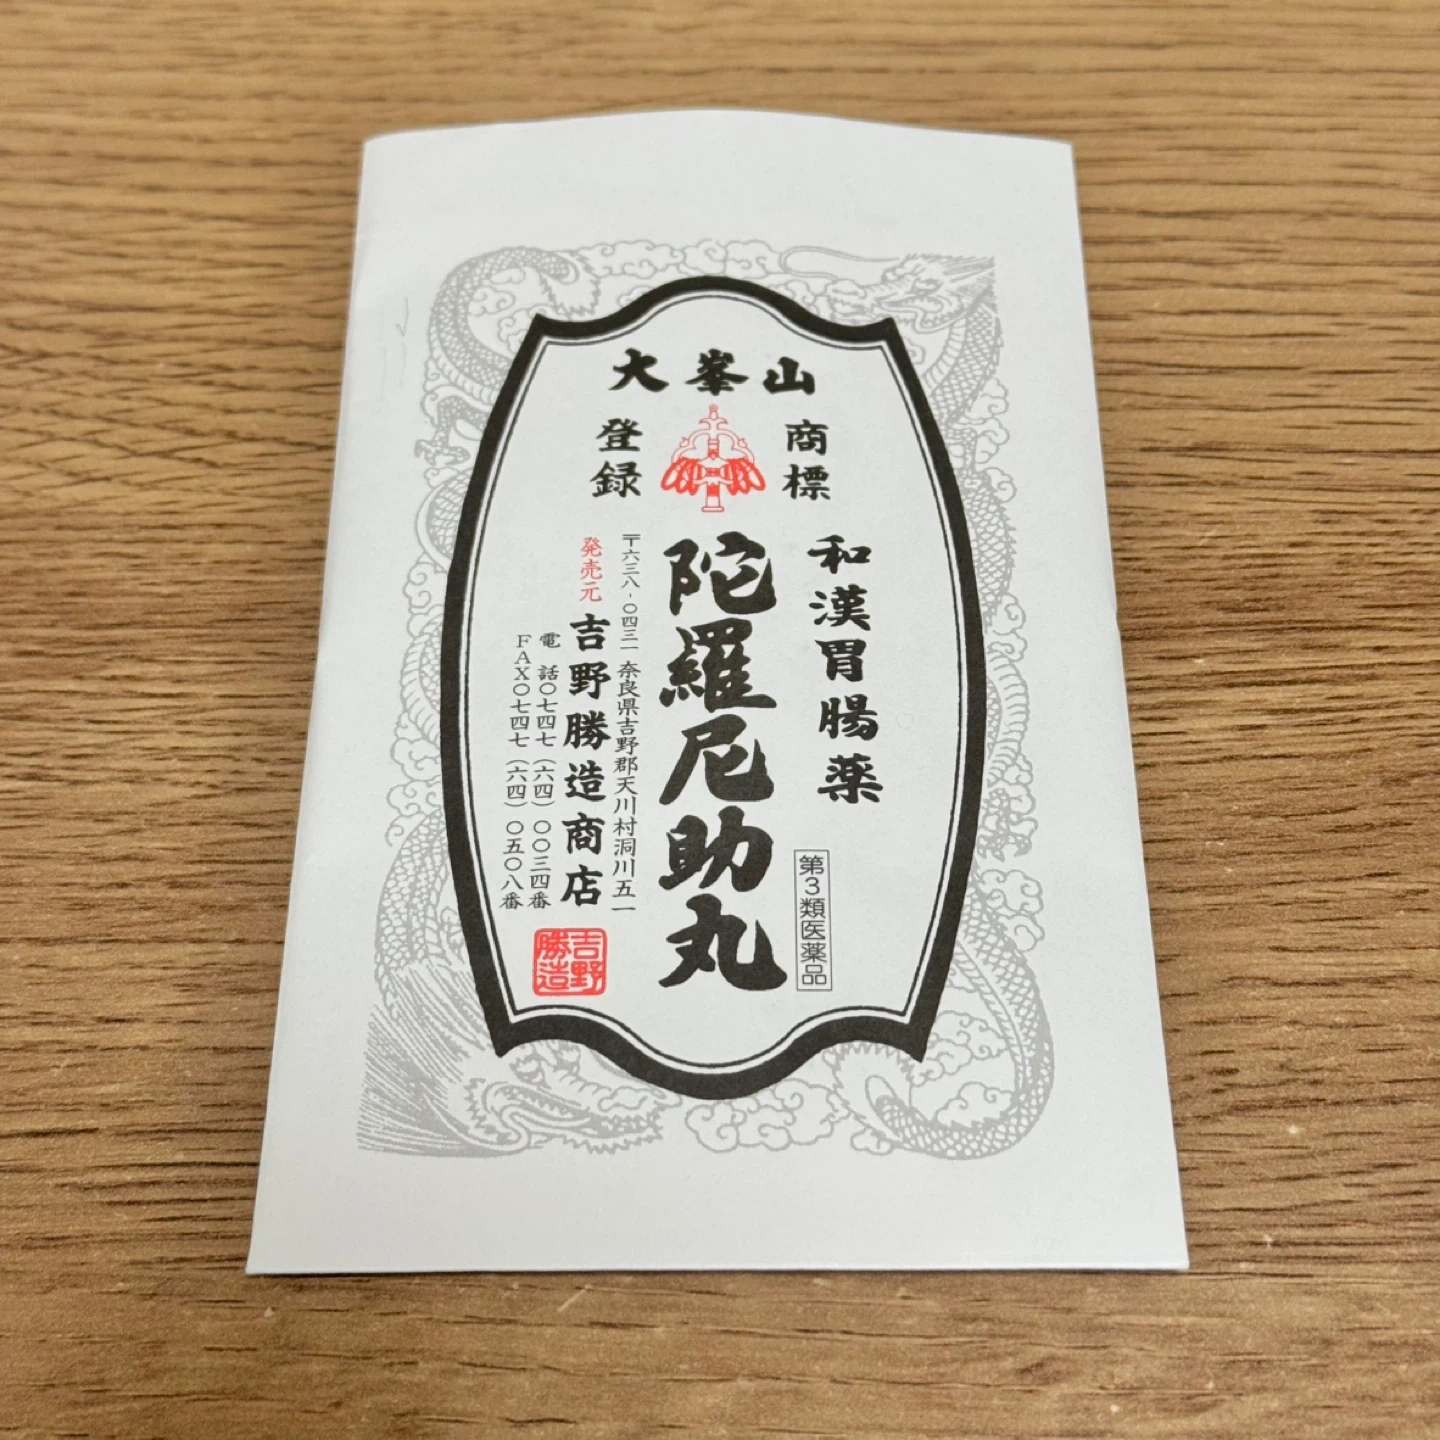 大峯山
商標
登録
和漢胃腸薬
第3類医薬品
陀羅尼助丸
〒六三八-〇四三一 奈良県吉野郡天川村洞川五一
発売元 吉野勝造商店
電話〇七四七(六四)〇〇三四番
FAX〇七四七(六四)〇五〇八番
吉野
勝造